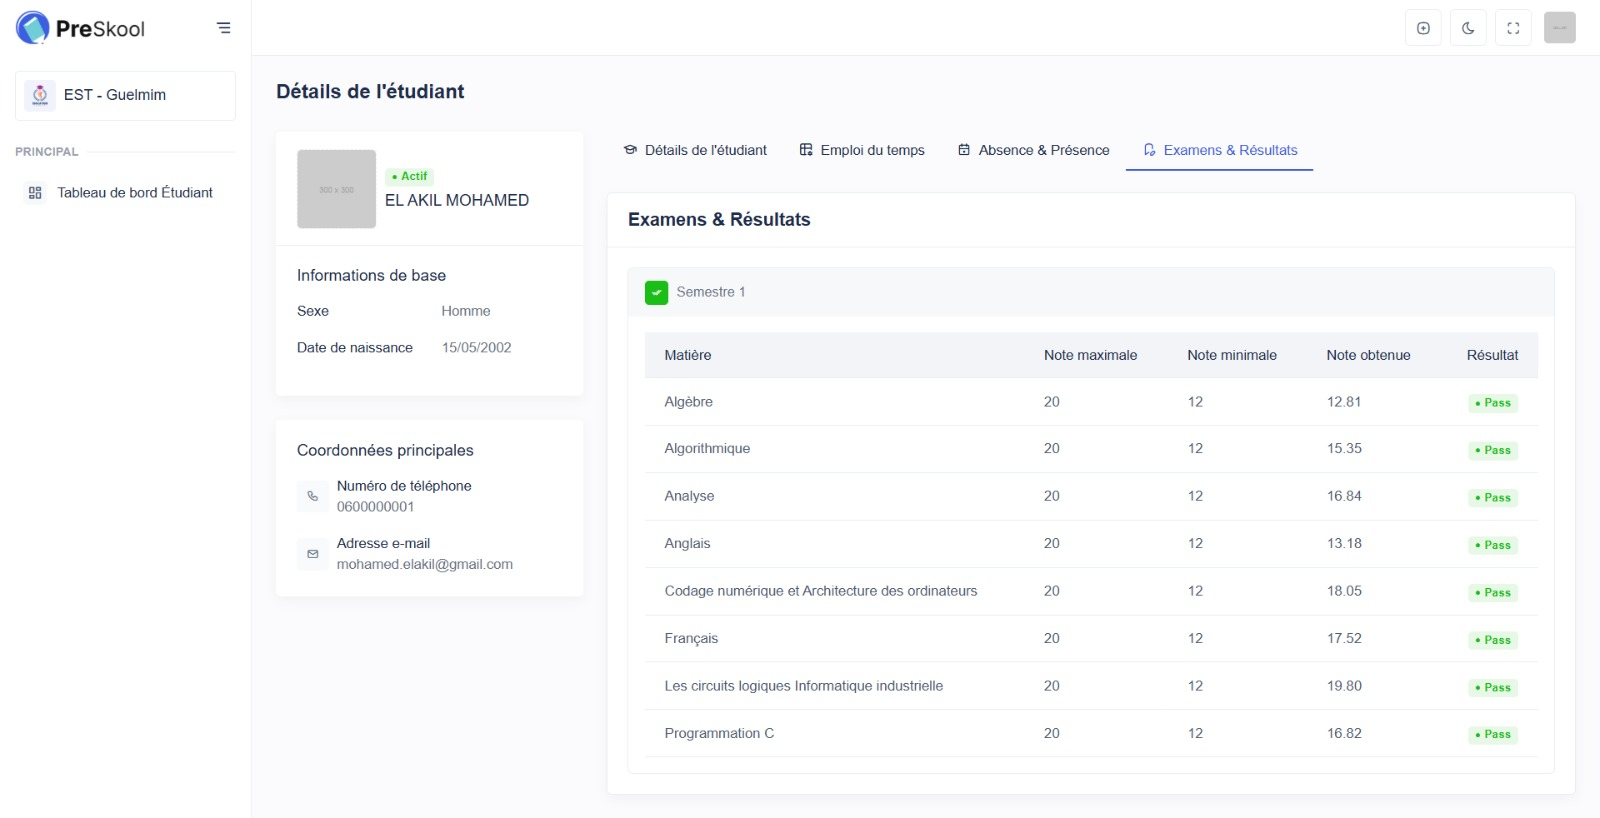 PreSkool
EST - Guelmim
PRINCIPAL
Tableau de bord Étudiant
Détails de l'étudiant
300 x 300
Actif
EL AKIL MOHAMED
Informations de base
Sexe Homme
Date de naissance 15/05/2002
Coordonnées principales
Numéro de téléphone
0600000001
Adresse e-mail
mohamed.elakil@gmail.com
Détails de l'étudiant Emploi du temps Absence & Présence Examens & Résultats
Examens & Résultats
Semestre 1
Matière Note maximale Note minimale Note obtenue Résultat
Algèbre 20 12 12.81 Pass
Algorithmique 20 12 15.35 Pass
Analyse 20 12 16.84 Pass
Anglais 20 12 13.18 Pass
Codage numérique et Architecture des ordinateurs 20 12 18.05 Pass
Français 20 12 17.52 Pass
Les circuits logiques Informatique industrielle 20 12 19.80 Pass
Programmation C 20 12 16.82 Pass